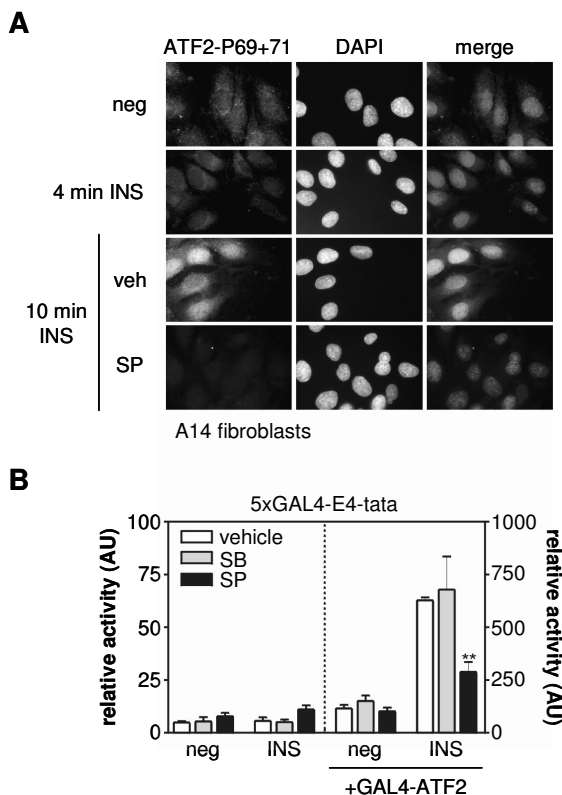 A
ATF2-P69+71 DAPI merge
neg
4 min INS
veh
10 min
INS
SP
A14 fibroblasts
B
5xGAL4-E4-tata
relative activity (AU)
100
75
50
25
0
vehicle
SB
SP
**
1000
750
500
250
0
relative activity (AU)
neg INS neg INS
+GAL4-ATF2